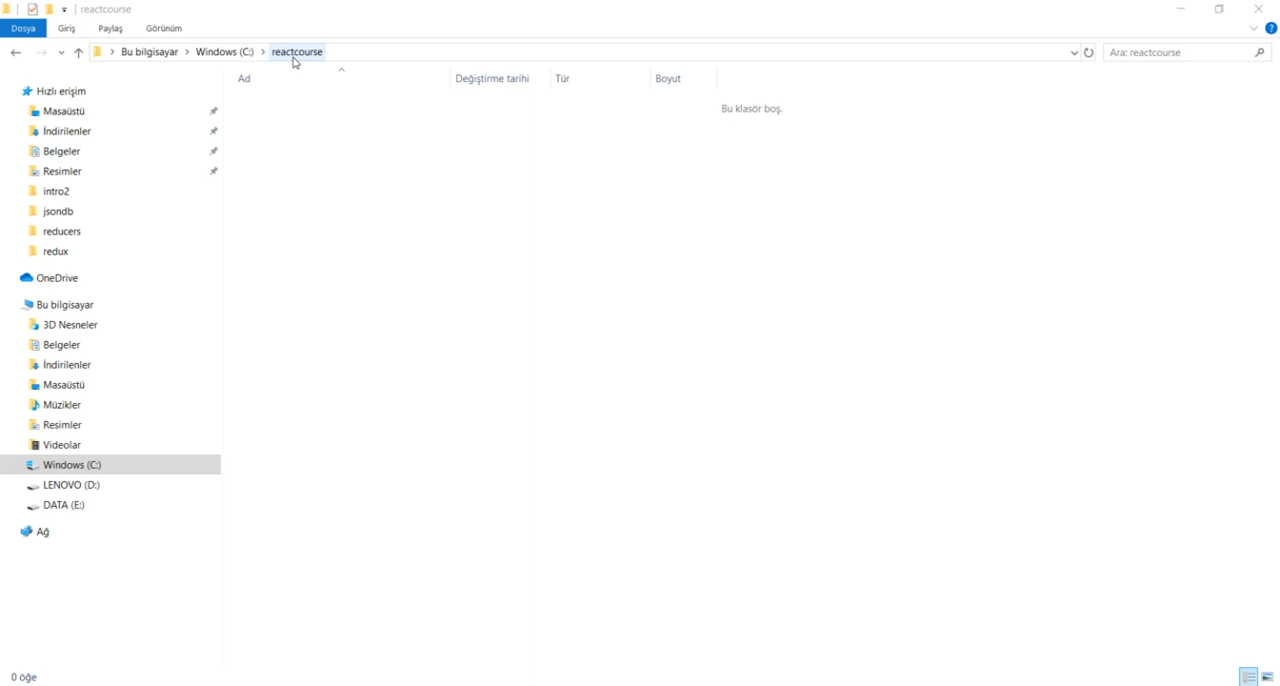 reactcourse
Dosya Giriş Paylaş Görünüm
Bu bilgisayar Windows (C:) reactcourse Ara: reactcourse
Ad Değiştirme tarihi Tür Boyut
Bu klasör boş.
Hızlı erişim
Masaüstü
İndirilenler
Belgeler
Resimler
intro2
jsondb
reducers
redux
OneDrive
Bu bilgisayar
3D Nesneler
Belgeler
İndirilenler
Masaüstü
Müzikler
Resimler
Videolar
Windows (C:)
LENOVO (D:)
DATA (E:)
Ağ
0 öğe